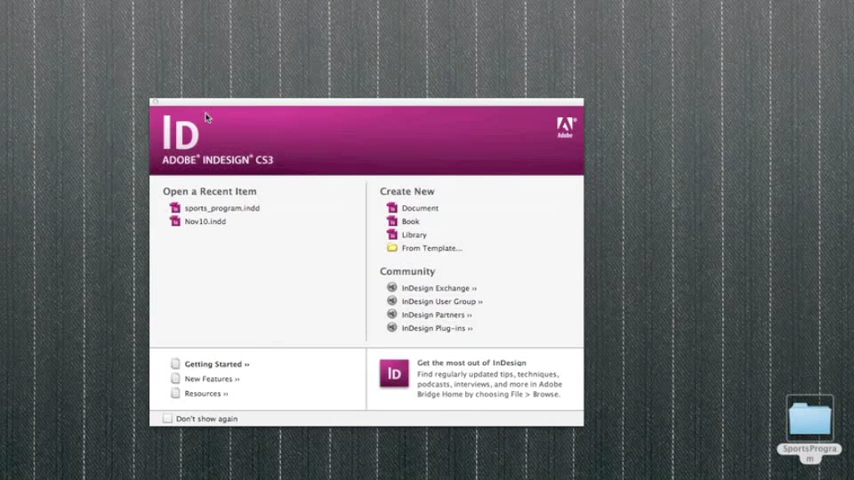 ID
Adobe
ADOBE® INDESIGN® CS3
Open a Recent Item
sports_program.indd
Nov10.indd
Create New
Document
Book
Library
From Template...
Community
InDesign Exchange »
InDesign User Group »
InDesign Partners »
InDesign Plug-ins »
Getting Started »
New Features »
Resources »
ID
Get the most out of InDesign
Find regularly updated tips, techniques,
podcasts, interviews, and more in Adobe
Bridge Home by choosing File > Browse.
Don't show again
SportsProgra
m